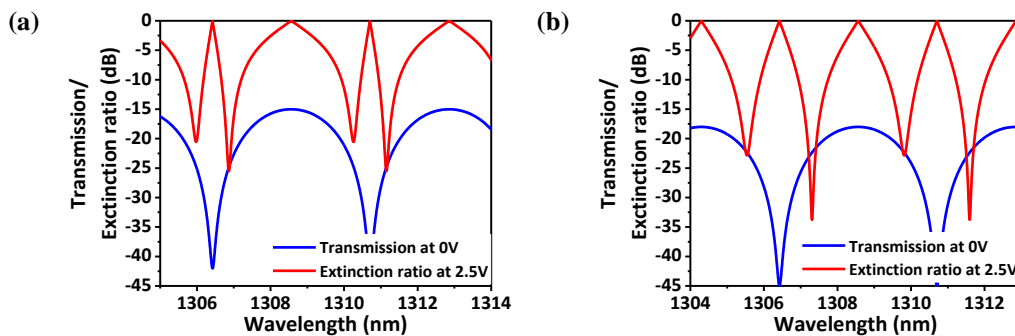 (a)
Transmission/
Exctinction ratio (dB)
0
-5
-10
-15
-20
-25
-30
-35
-40
-45
Transmission at 0V
Extinction ratio at 2.5V
1306 1308 1310 1312 1314
Wavelength (nm)
(b)
Transmission/
Exctinction ratio (dB)
0
-5
-10
-15
-20
-25
-30
-35
-40
-45
Transmission at 0V
Extinction ratio at 2.5V
1304 1306 1308 1310 1312
Wavelength (nm)